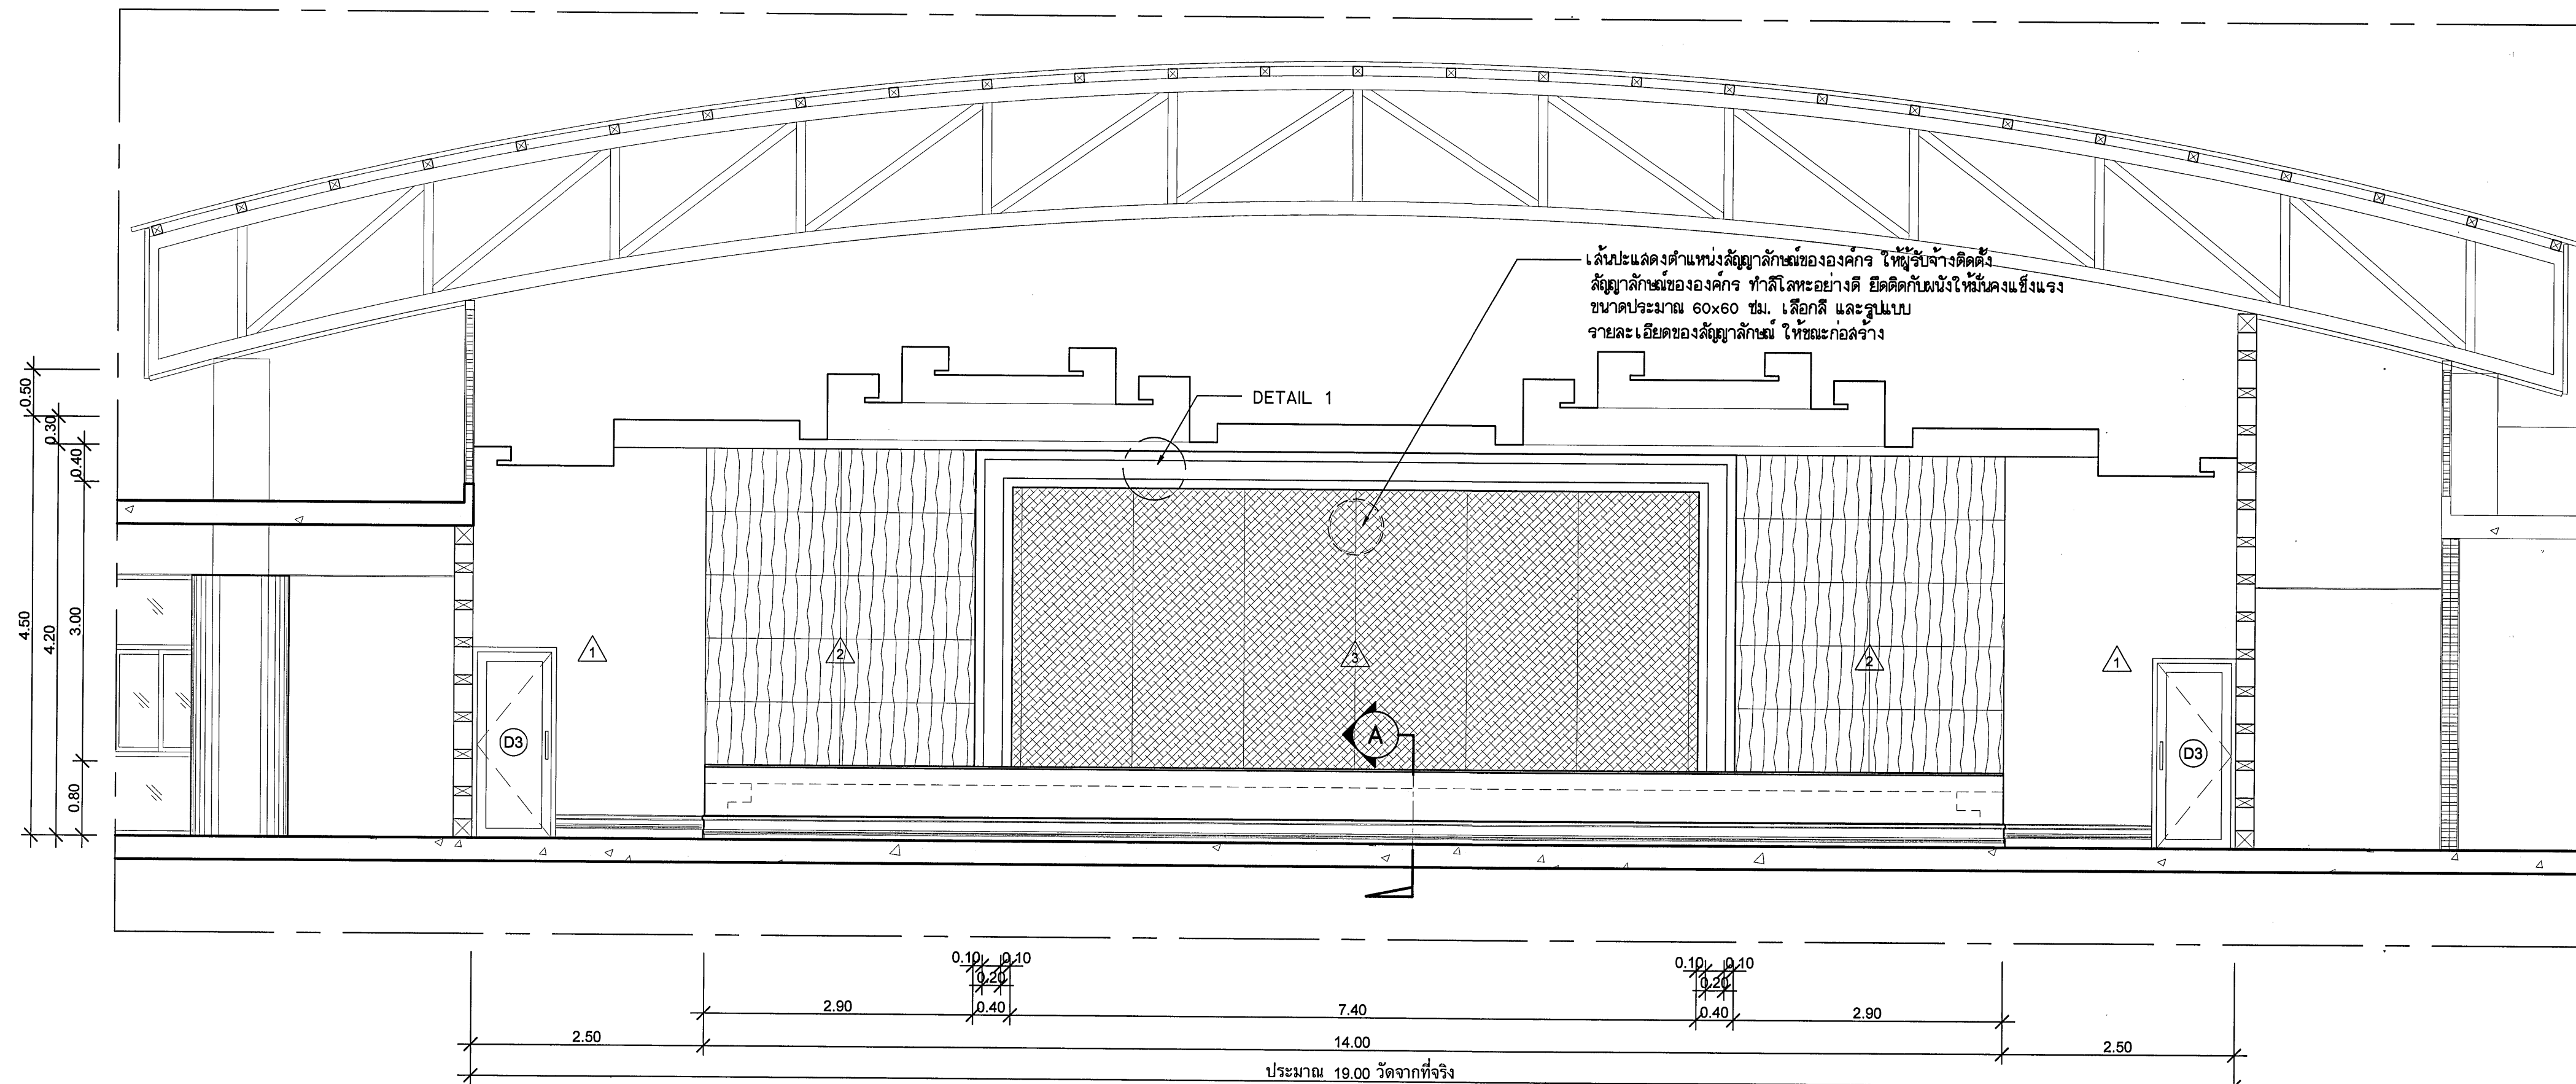 เส้นปะแสดงตำแหน่งสัญญาลักษณ์ขององค์กร ให้ผู้รับจ้างติดตั้ง
สัญญาลักษณ์ขององค์กร ทำสีโลหะอย่างดี ยึดติดกับผนังให้มั่นคงแข็งแรง
ขนาดประมาณ 60x60 ซม. เลือกสี และรูปแบบ
รายละเอียดของสัญญาลักษณ์ ให้ขณะก่อสร้าง
DETAIL 1
0.50
0.30
0.40
4.50
4.20
3.00
0.80
1
2
3
2
1
A
D3
D3
0.10 0.10
0.20
0.10 0.10
0.20
2.90 0.40 7.40 0.40 2.90
2.50 14.00 2.50
ประมาณ 19.00 วัดจากที่จริง